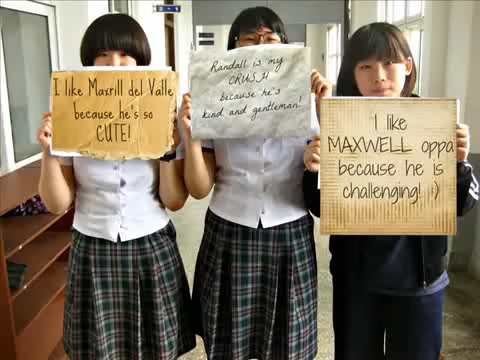 I like Maxrill del Valle
because he's so
CUTE!
Randall is my
CRUSH
because he's
kind and gentleman!
I like
MAXWELL oppa
because he is
challenging! :)